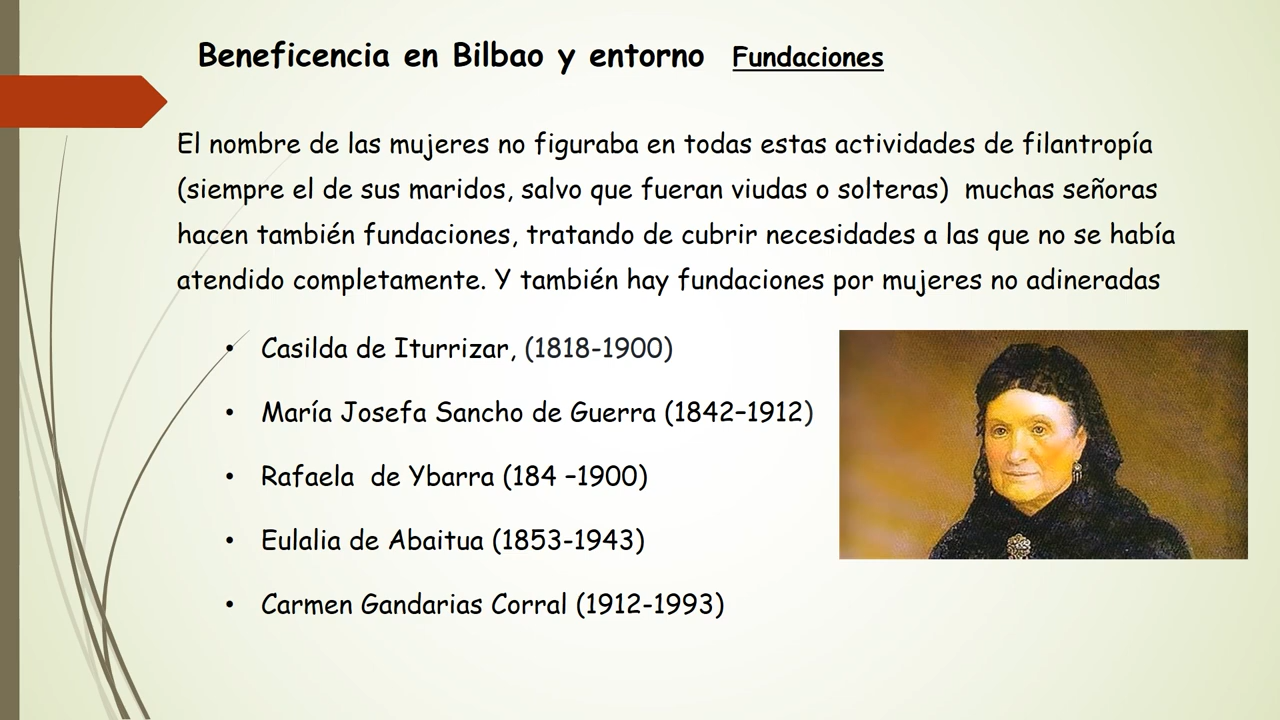 Beneficencia en Bilbao y entorno Fundaciones
El nombre de las mujeres no figuraba en todas estas actividades de filantropía
(siempre el de sus maridos, salvo que fueran viudas o solteras) muchas señoras
hacen también fundaciones, tratando de cubrir necesidades a las que no se había
atendido completamente. Y también hay fundaciones por mujeres no adineradas
• Casilda de Iturrizar, (1818-1900)
• María Josefa Sancho de Guerra (1842–1912)
• Rafaela de Ybarra (184 –1900)
• Eulalia de Abaitua (1853-1943)
• Carmen Gandarias Corral (1912-1993)